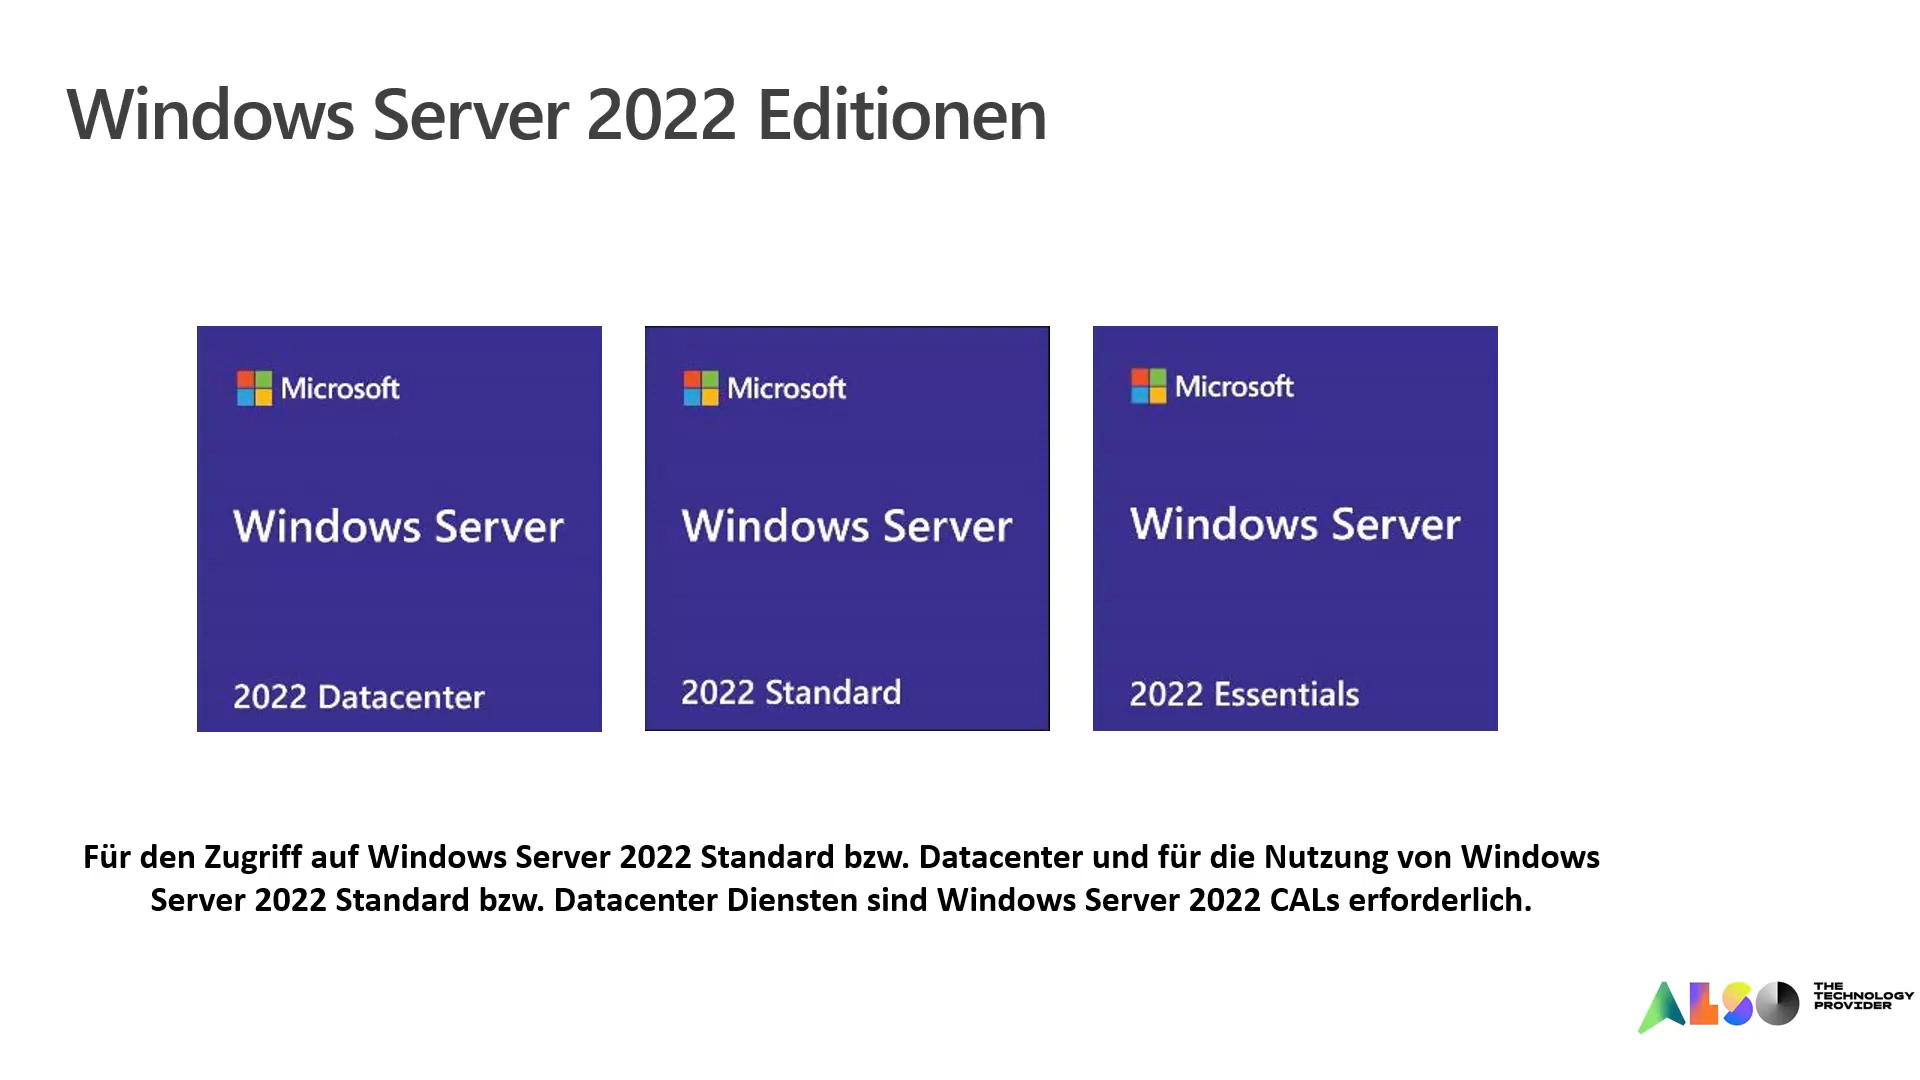 Windows Server 2022 Editionen
Microsoft
Windows Server
2022 Datacenter
Microsoft
Windows Server
2022 Standard
Microsoft
Windows Server
2022 Essentials
Für den Zugriff auf Windows Server 2022 Standard bzw. Datacenter und für die Nutzung von Windows
Server 2022 Standard bzw. Datacenter Diensten sind Windows Server 2022 CALs erforderlich.
ALSO
THE
TECHNOLOGY
PROVIDER